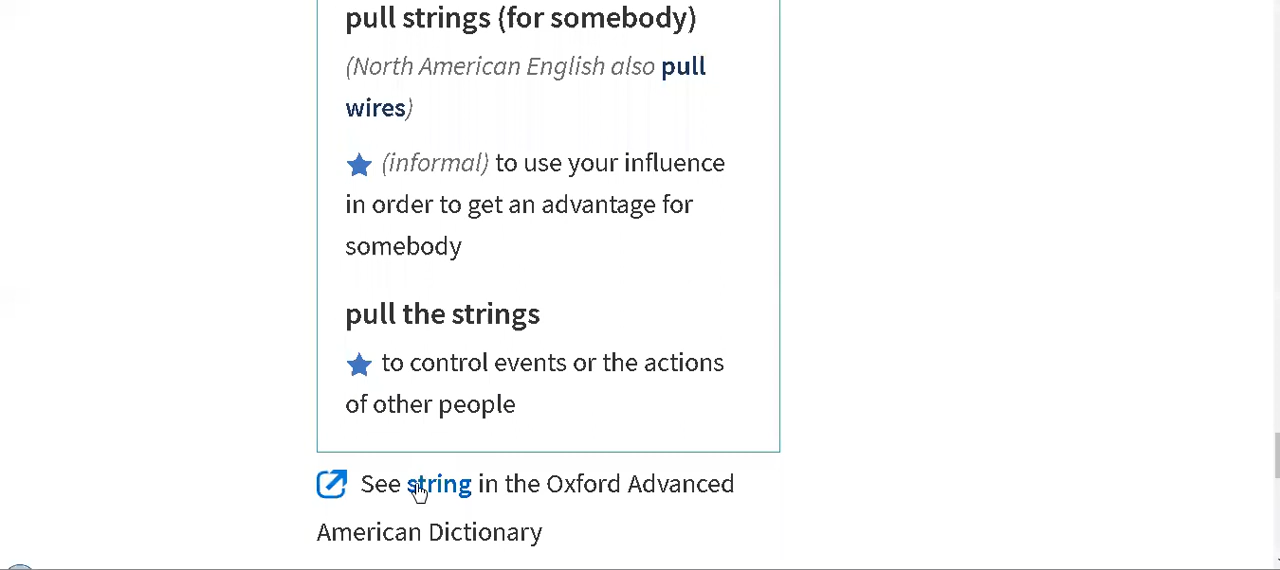 pull strings (for somebody)
(North American English also pull
wires)
(informal) to use your influence
in order to get an advantage for
somebody
pull the strings
to control events or the actions
of other people
See string in the Oxford Advanced
American Dictionary